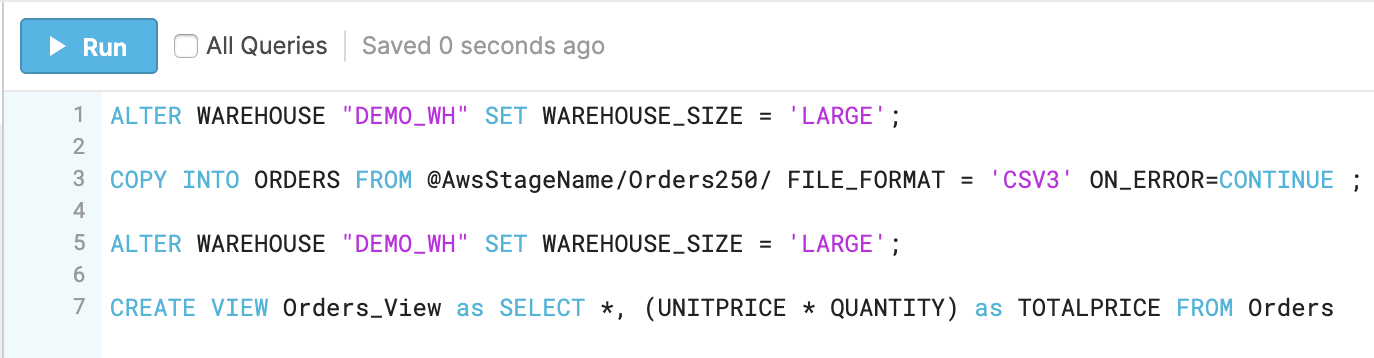 Run All Queries Saved 0 seconds ago
1 ALTER WAREHOUSE "DEMO_WH" SET WAREHOUSE_SIZE = 'LARGE';
2
3 COPY INTO ORDERS FROM @AwsStageName/Orders250/ FILE_FORMAT = 'CSV3' ON_ERROR=CONTINUE ;
4
5 ALTER WAREHOUSE "DEMO_WH" SET WAREHOUSE_SIZE = 'LARGE';
6
7 CREATE VIEW Orders_View as SELECT *, (UNITPRICE * QUANTITY) as TOTALPRICE FROM Orders